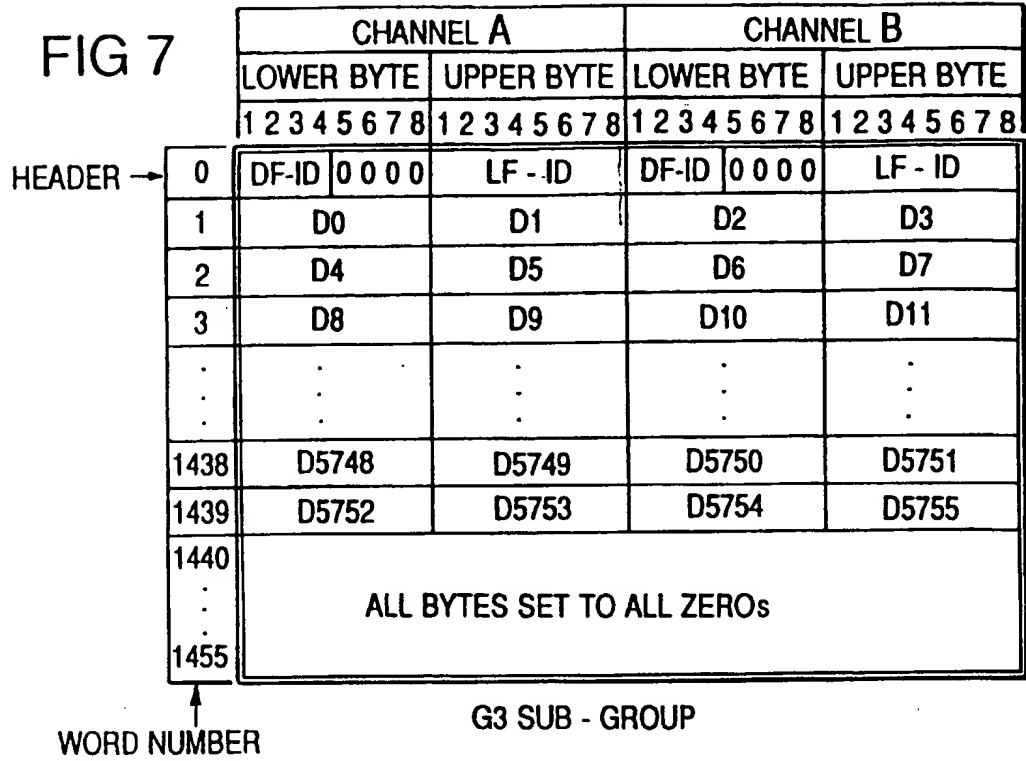 FIG 7
CHANNEL A CHANNEL B
LOWER BYTE UPPER BYTE LOWER BYTE UPPER BYTE
1 2 3 4 5 6 7 8 1 2 3 4 5 6 7 8 1 2 3 4 5 6 7 8 1 2 3 4 5 6 7 8
HEADER → 0 DF-ID 0 0 0 0 LF - ID DF-ID 0 0 0 0 LF - ID
1 D0 D1 D2 D3
2 D4 D5 D6 D7
3 D8 D9 D10 D11
. . . . .
. . . . .
. . . . .
1438 D5748 D5749 D5750 D5751
1439 D5752 D5753 D5754 D5755
1440
.
. ALL BYTES SET TO ALL ZEROs
.
1455
G3 SUB - GROUP
WORD NUMBER